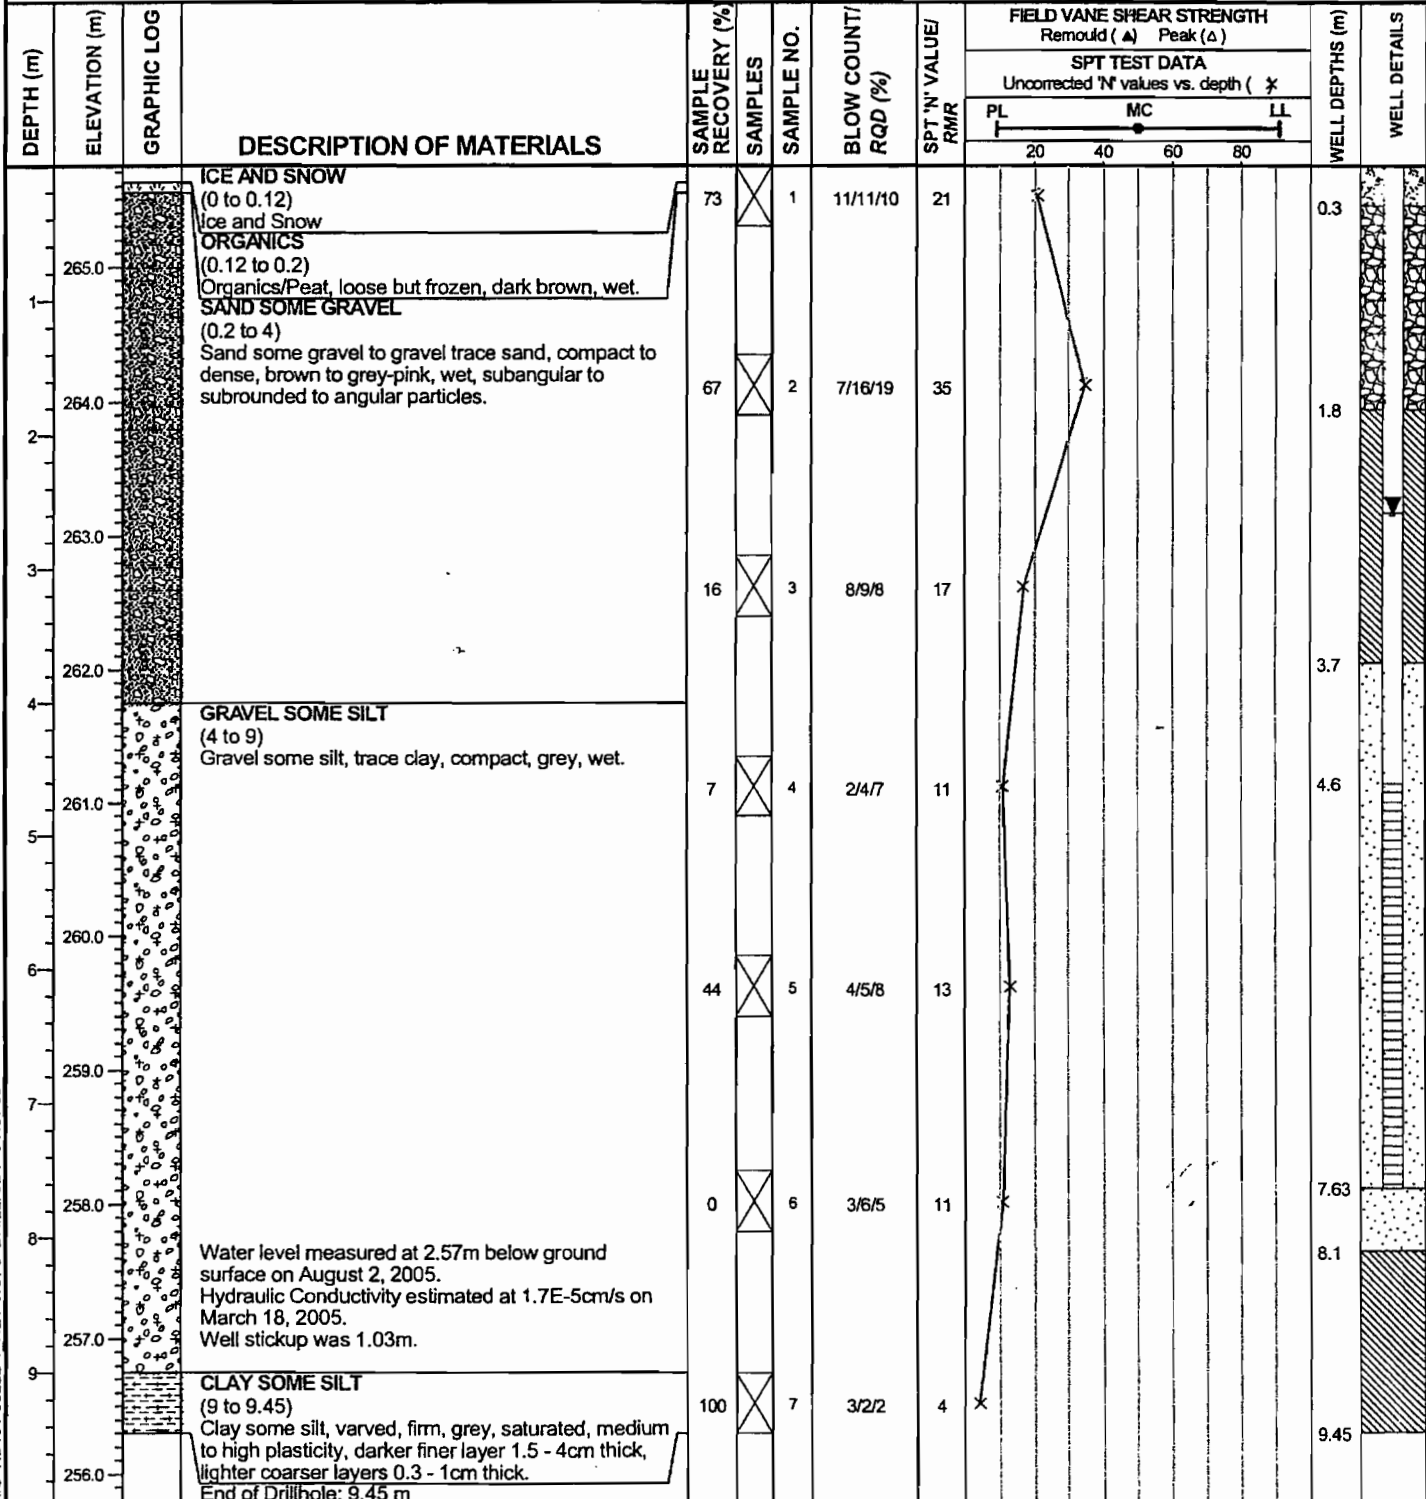 DEPTH (m)
ELEVATION (m)
GRAPHIC LOG
DESCRIPTION OF MATERIALS
SAMPLE RECOVERY (%)
SAMPLES
SAMPLE NO.
BLOW COUNT/ RQD (%)
SPT 'N' VALUE/ RMR
FIELD VANE SHEAR STRENGTH
Remould ( ▲) Peak (△)
SPT TEST DATA
Uncorrected 'N' values vs. depth ( ×
PL MC LL
20 40 60 80
WELL DEPTHS (m)
WELL DETAILS
ICE AND SNOW
(0 to 0.12)
Ice and Snow
73 1 11/11/10 21
0.3
ORGANICS
(0.12 to 0.2)
Organics/Peat, loose but frozen, dark brown, wet.
265.0
1
SAND SOME GRAVEL
(0.2 to 4)
Sand some gravel to gravel trace sand, compact to
dense, brown to grey-pink, wet, subangular to
subrounded to angular particles.
67 2 7/16/19 35
264.0
1.8
2
263.0
3
16 3 8/9/8 17
262.0
3.7
4
GRAVEL SOME SILT
(4 to 9)
Gravel some silt, trace clay, compact, grey, wet.
7 4 2/4/7 11
4.6
261.0
5
260.0
6
44 5 4/5/8 13
259.0
7
7.63
258.0
0 6 3/6/5 11
8
8.1
Water level measured at 2.57m below ground
surface on August 2, 2005.
Hydraulic Conductivity estimated at 1.7E-5cm/s on
March 18, 2005.
Well stickup was 1.03m.
257.0
9
CLAY SOME SILT
(9 to 9.45)
100 7 3/2/2 4
Clay some silt, varved, firm, grey, saturated, medium
to high plasticity, darker finer layer 1.5 - 4cm thick,
lighter coarser layers 0.3 - 1cm thick.
9.45
256.0
End of Drillhole: 9.45 m